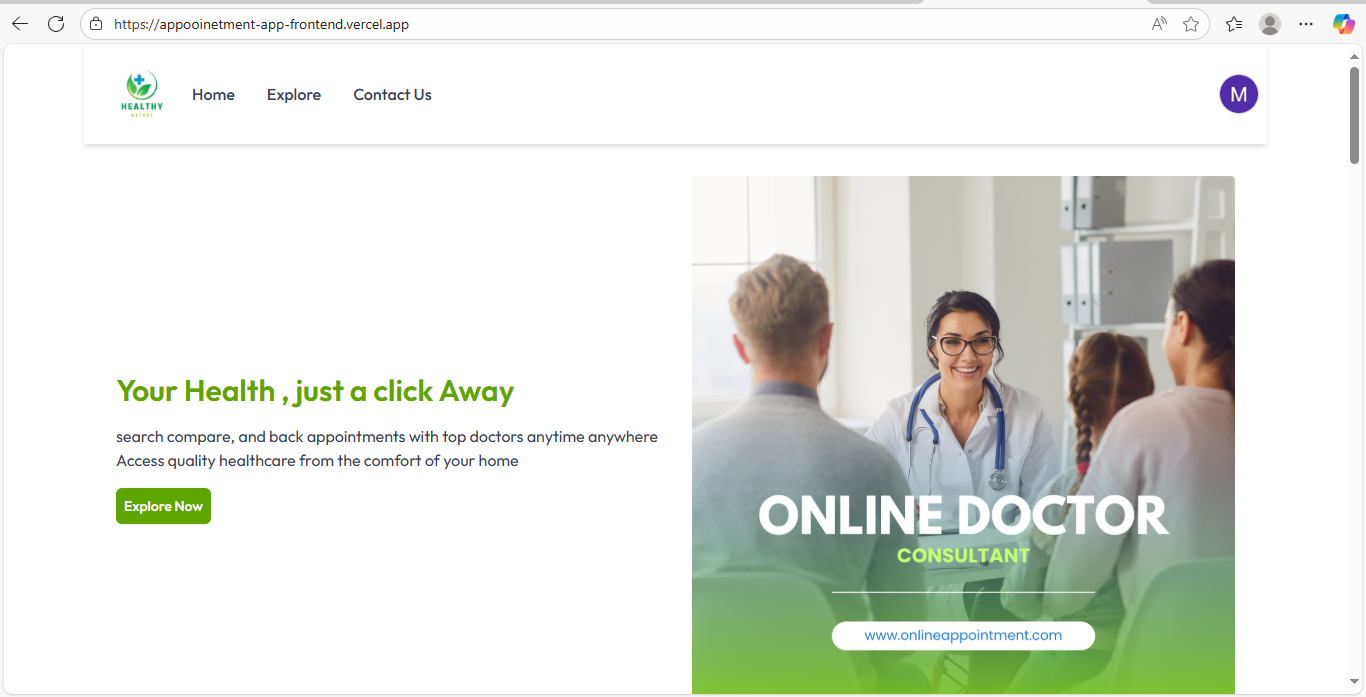 https://appooinetment-app-frontend.vercel.app
HEALTHY
NATURE
Home
Explore
Contact Us
M
Your Health , just a click Away
search compare, and back appointments with top doctors anytime anywhere
Access quality healthcare from the comfort of your home
Explore Now
ONLINE DOCTOR
CONSULTANT
www.onlineappointment.com